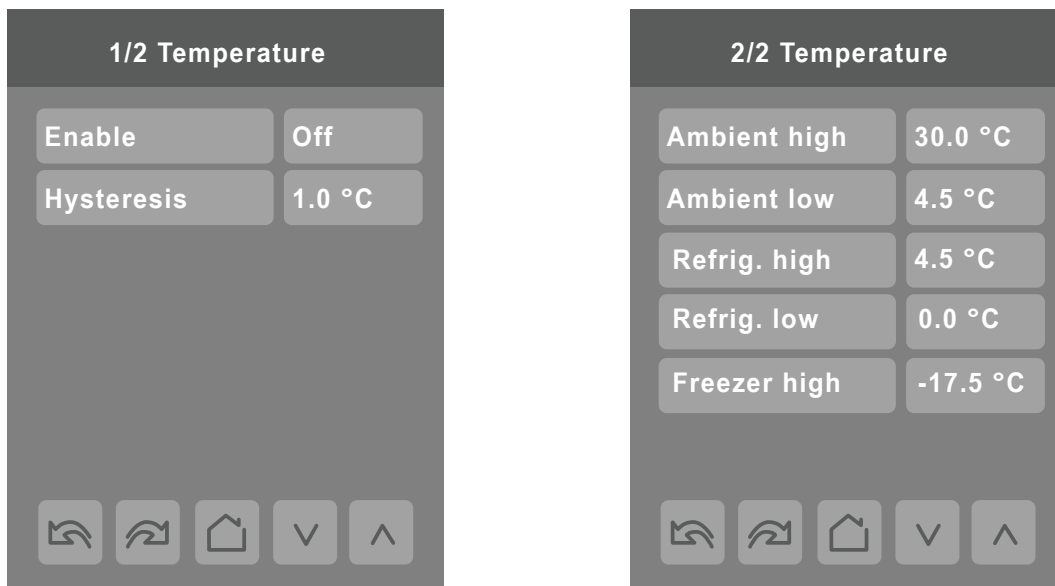 1/2 Temperature
Enable Off
Hysteresis 1.0 °C
2/2 Temperature
Ambient high 30.0 °C
Ambient low 4.5 °C
Refrig. high 4.5 °C
Refrig. low 0.0 °C
Freezer high -17.5 °C